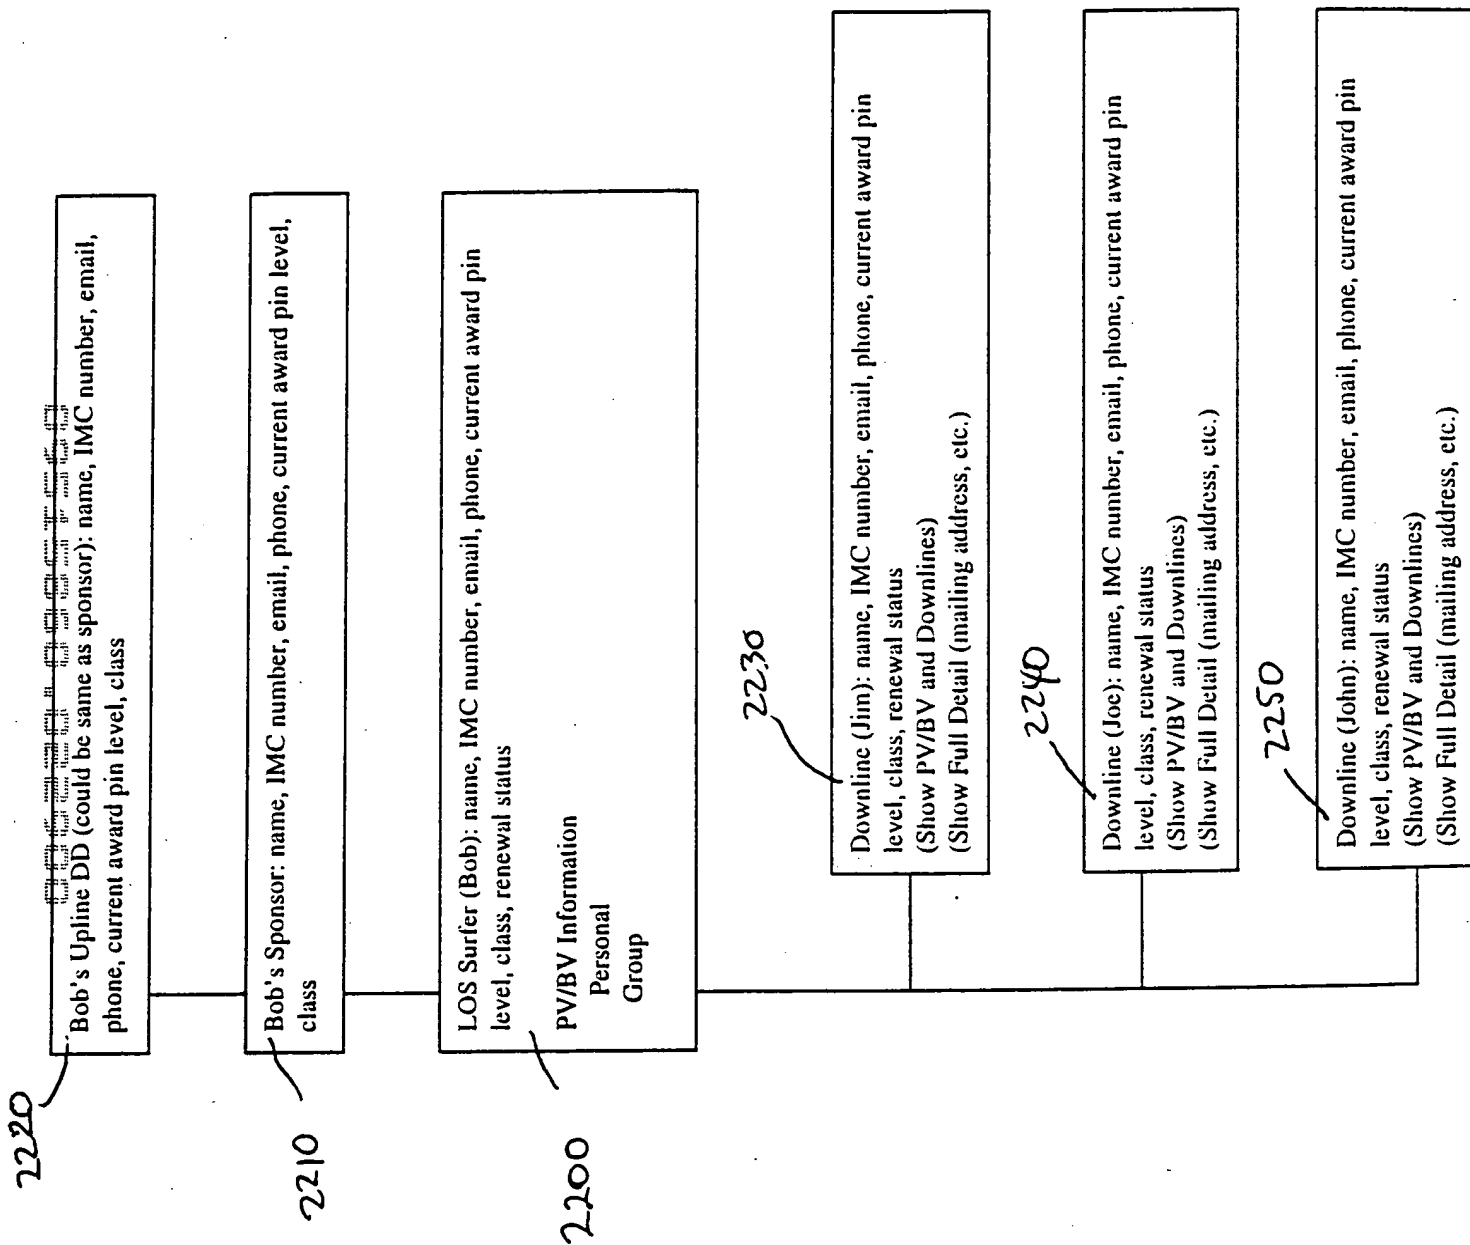 2220
Bob's Upline DD (could be same as sponsor): name, IMC number, email,
phone, current award pin level, class
2210
Bob's Sponsor: name, IMC number, email, phone, current award pin level,
class
2200
LOS Surfer (Bob): name, IMC number, email, phone, current award pin
level, class, renewal status
PV/BV Information
Personal
Group
2230
Downline (Jim): name, IMC number, email, phone, current award pin
level, class, renewal status
(Show PV/BV and Downlines)
(Show Full Detail (mailing address, etc.)
2240
Downline (Joe): name, IMC number, email, phone, current award pin
level, class, renewal status
(Show PV/BV and Downlines)
(Show Full Detail (mailing address, etc.)
2250
Downline (John): name, IMC number, email, phone, current award pin
level, class, renewal status
(Show PV/BV and Downlines)
(Show Full Detail (mailing address, etc.)